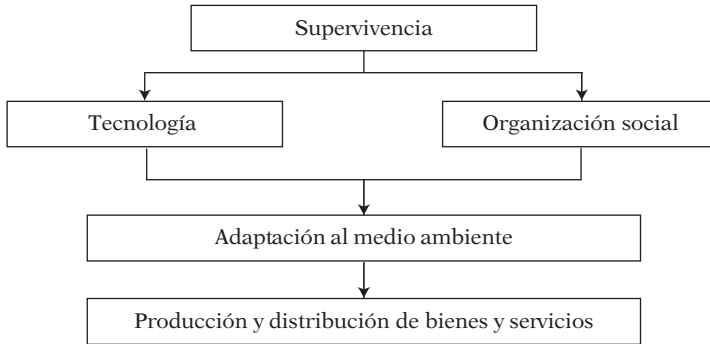 Supervivencia
Tecnología
Organización social
Adaptación al medio ambiente
Producción y distribución de bienes y servicios